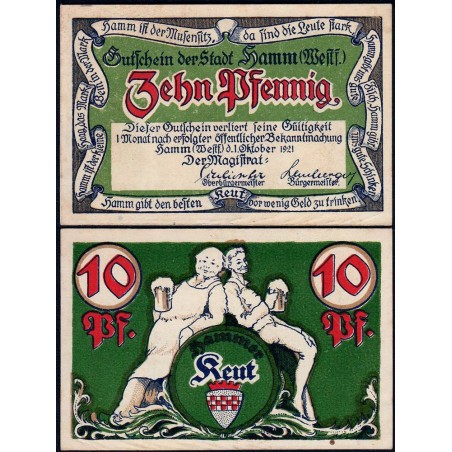 Hamm ist der Musensitz, da sind die Leute stark
Gutschein der Stadt Hamm (Westf.)
Zehn Pfennig
Dieser Gutschein verliert seine Gültigkeit
1 Monat nach erfolgter öffentlicher Bekanntmachung
Hamm (Westf) d. 1. Oktober 1921
Der Magistrat:
Oberbürgermeister
Bürgermeister
Hamm gibt den besten Keut vor wenig Geld zu trinken
10 Pf.
10 Pf.
Hammer
Keut